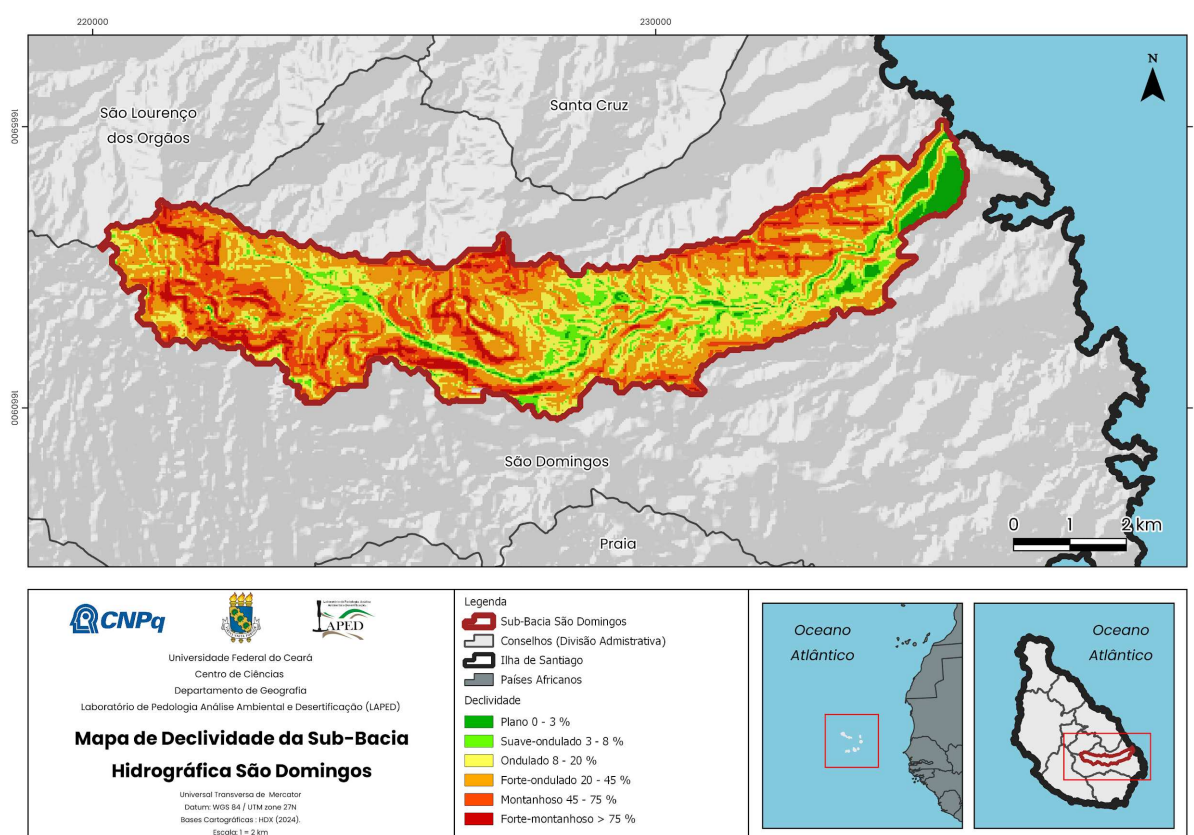 220000
230000
N
São Lourenço
dos Orgãos
Santa Cruz
1665000
1660000
São Domingos
Praia
0 1 2 km
CNPq
LAPED
Universidade Federal do Ceará
Centro de Ciências
Departamento de Geografia
Laboratório de Pedologia Análise Ambiental e Desertificação (LAPED)
Mapa de Declividade da Sub-Bacia
Hidrográfica São Domingos
Universal Transversa de Mercator
Datum: WGS 84 / UTM zone 27N
Bases Cartográficas : HDX (2024).
Escala: 1 = 2 km
Legenda
Sub-Bacia São Domingos
Conselhos (Divisão Admistrativa)
Ilha de Santiago
Países Africanos
Declividade
Plano 0 - 3 %
Suave-ondulado 3 - 8 %
Ondulado 8 - 20 %
Forte-ondulado 20 - 45 %
Montanhoso 45 - 75 %
Forte-montanhoso > 75 %
Oceano
Atlântico
Oceano
Atlântico